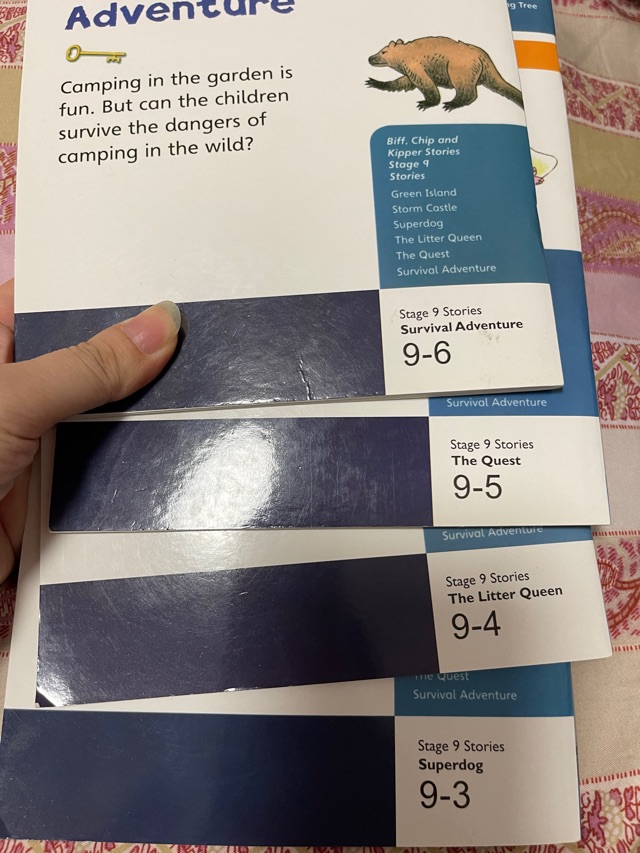 Adventure
ng Tree
Camping in the garden is
fun. But can the children
survive the dangers of
camping in the wild?
Biff, Chip and
Kipper Stories
Stage 9
Stories
Green Island
Storm Castle
Superdog
The Litter Queen
The Quest
Survival Adventure
Stage 9 Stories
Survival Adventure
9-6
Survival Adventure
Stage 9 Stories
The Quest
9-5
Survival Adventure
Stage 9 Stories
The Litter Queen
9-4
The Quest
Survival Adventure
Stage 9 Stories
Superdog
9-3